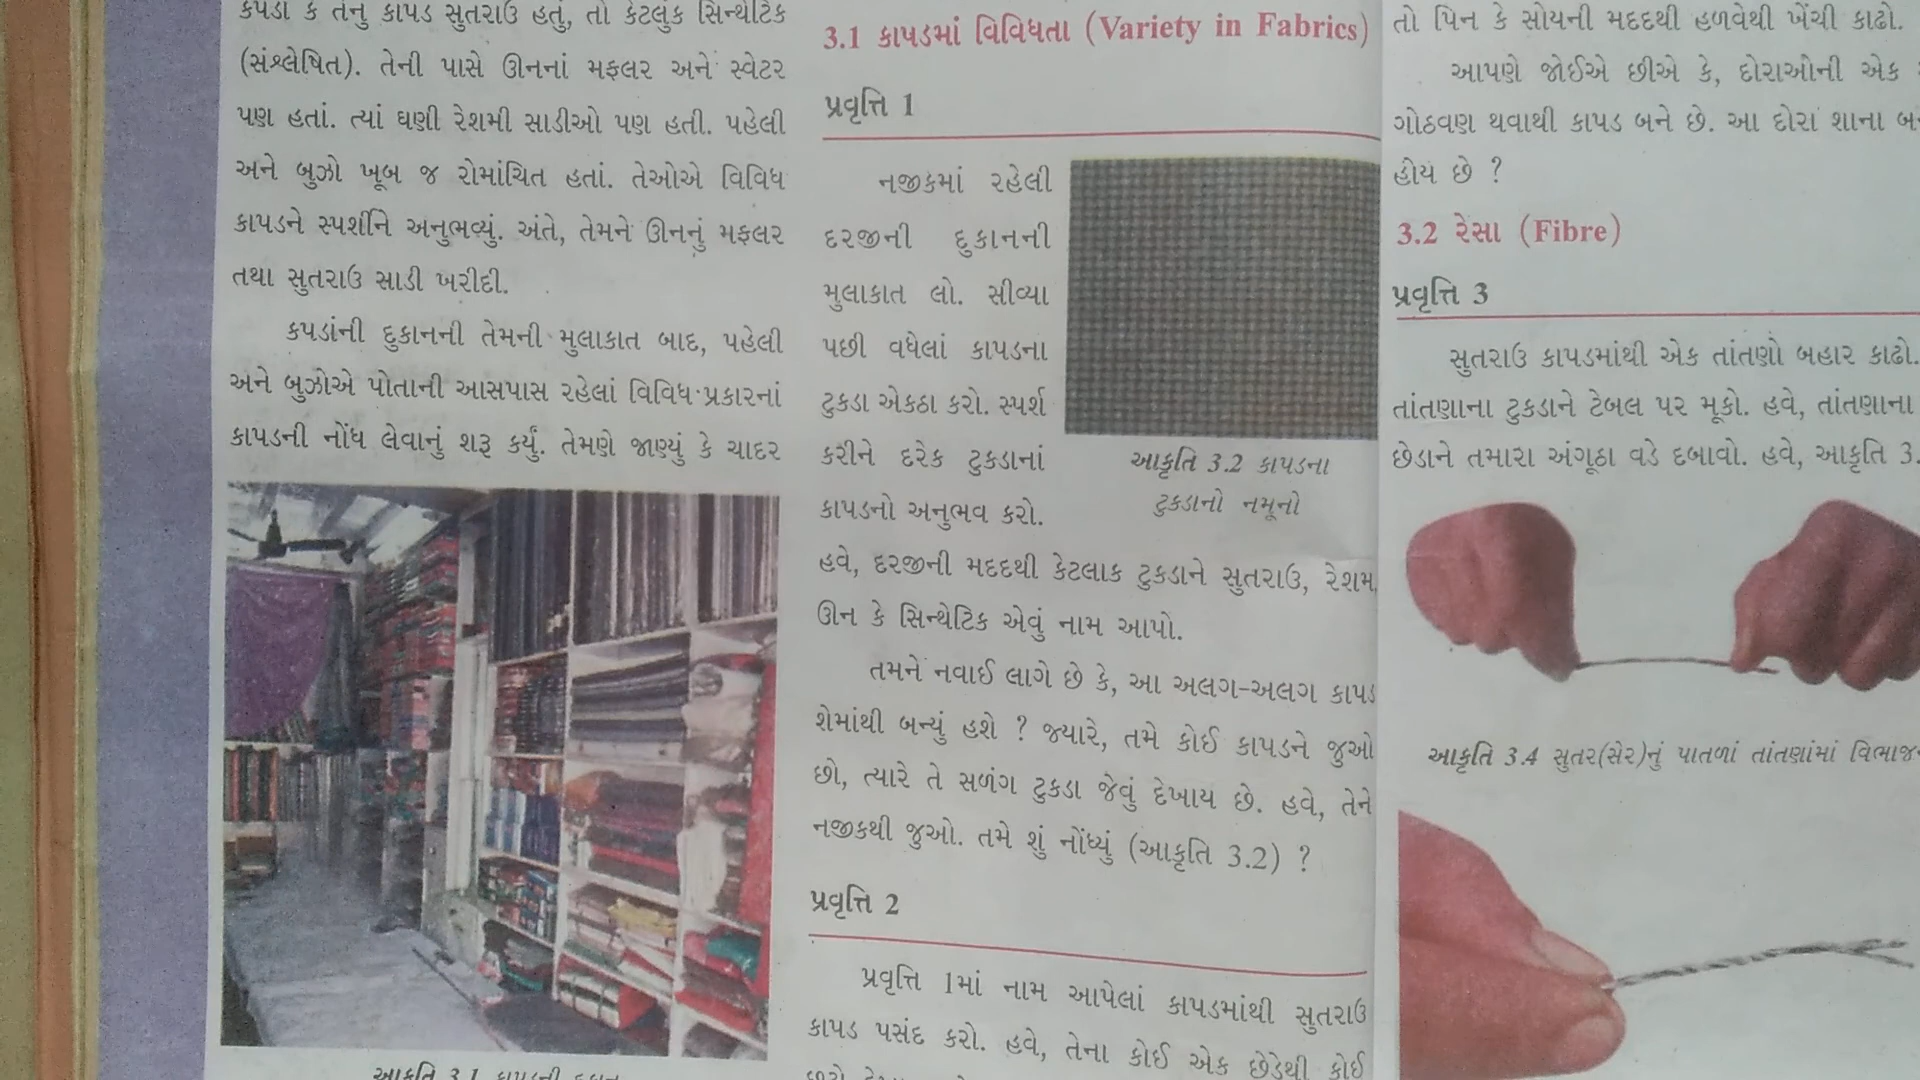 કપડાં કે તેનું કાપડ સુતરાઉ હતું, તો કેટલુંક સિન્થેટિક
(સંશ્લેષિત). તેની પાસે ઊનનાં મફલર અને સ્વેટર
પણ હતાં. ત્યાં ઘણી રેશમી સાડીઓ પણ હતી. પહેલી
અને બુઝો ખૂબ જ રોમાંચિત હતાં. તેઓએ વિવિધ
કાપડને સ્પર્શીને અનુભવ્યું. અંતે, તેમને ઊનનું મફલર
તથા સુતરાઉ સાડી ખરીદી.
કપડાંની દુકાનની તેમની મુલાકાત બાદ, પહેલી
અને બુઝોએ પોતાની આસપાસ રહેલાં વિવિધ પ્રકારનાં
કાપડની નોંધ લેવાનું શરૂ કર્યું. તેમણે જાણ્યું કે ચાદર
આકૃતિ 3.1 કાપડની દુકાન
3.1 કાપડમાં વિવિધતા (Variety in Fabrics)
પ્રવૃત્તિ 1
નજીકમાં રહેલી
દરજીની દુકાનની
મુલાકાત લો. સીવ્યા
પછી વધેલાં કાપડના
ટુકડા એકઠા કરો. સ્પર્શ
કરીને દરેક ટુકડાનાં
કાપડનો અનુભવ કરો.
આકૃતિ 3.2 કાપડના
ટુકડાનો નમૂનો
હવે, દરજીની મદદથી કેટલાક ટુકડાને સુતરાઉ, રેશમ,
ઊન કે સિન્થેટિક એવું નામ આપો.
તમને નવાઈ લાગે છે કે, આ અલગ-અલગ કાપડ
શેમાંથી બન્યું હશે ? જ્યારે, તમે કોઈ કાપડને જુઓ
છો, ત્યારે તે સળંગ ટુકડા જેવું દેખાય છે. હવે, તેને
નજીકથી જુઓ. તમે શું નોંધ્યું (આકૃતિ 3.2) ?
પ્રવૃત્તિ 2
પ્રવૃત્તિ 1માં નામ આપેલાં કાપડમાંથી સુતરાઉ
કાપડ પસંદ કરો. હવે, તેના કોઈ એક છેડેથી કોઈ
તો પિન કે સોયની મદદથી હળવેથી ખેંચી કાઢો.
આપણે જોઈએ છીએ કે, દોરાઓની એક
ગોઠવણ થવાથી કાપડ બને છે. આ દોરા શાના
હોય છે ?
3.2 રેસા (Fibre)
પ્રવૃત્તિ 3
સુતરાઉ કાપડમાંથી એક તાંતણો બહાર કાઢો.
તાંતણાના ટુકડાને ટેબલ પર મૂકો. હવે, તાંતણાના
છેડાને તમારા અંગૂઠા વડે દબાવો. હવે, આકૃતિ 3.
આકૃતિ 3.4 સુતર(સેર)નું પાતળાં તાંતણાંમાં વિભાજ